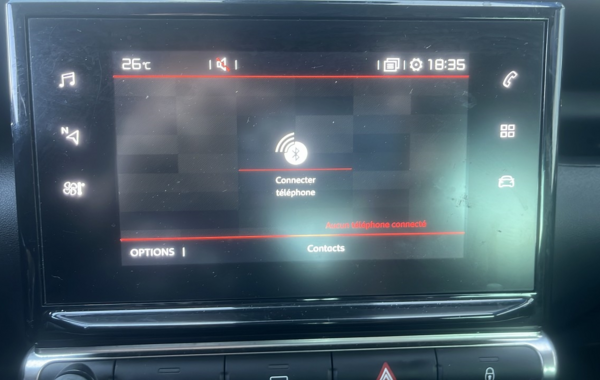 26°C 18:35
N
Connecter
téléphone
Aucun téléphone connecté
OPTIONS Contacts